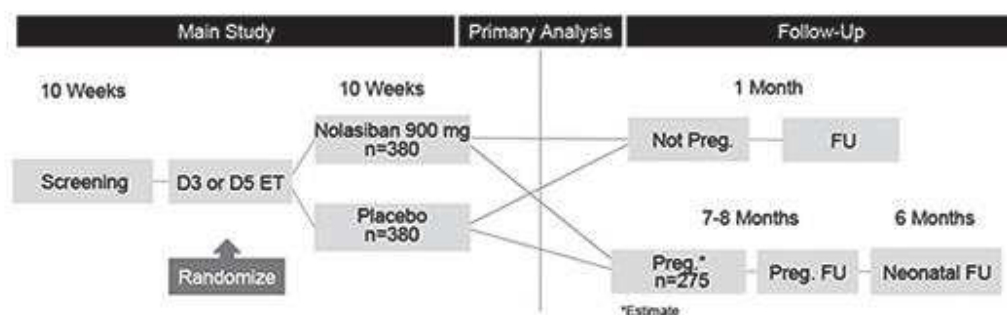 Main Study
Primary Analysis
Follow-Up
10 Weeks
10 Weeks
1 Month
Nolasiban 900 mg
n=380
Not Preg.
FU
Screening
D3 or D5 ET
Placebo
n=380
7-8 Months
6 Months
Randomize
Preg.*
n=275
Preg. FU
Neonatal FU
*Estimate